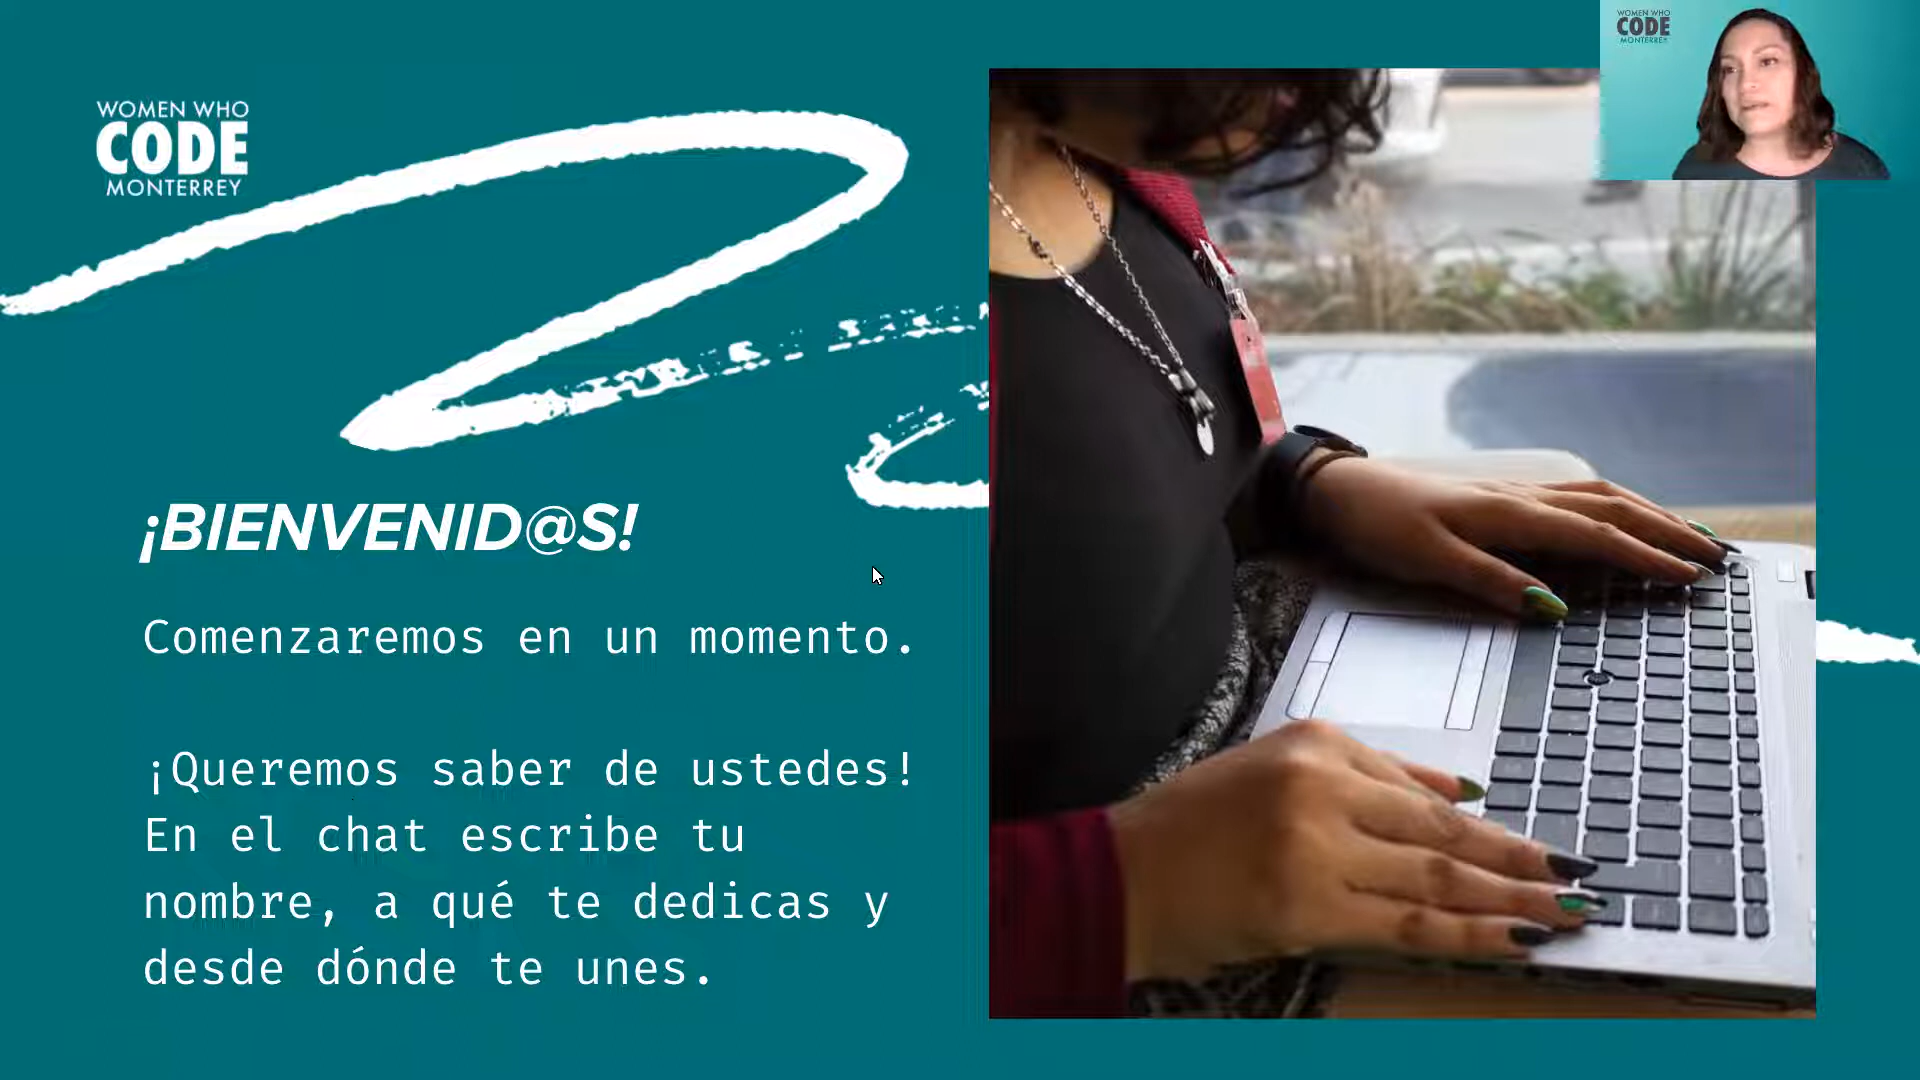 WOMEN WHO
CODE
MONTERREY
WOMEN WHO
CODE
MONTERREY
¡BIENVENID@S!
Comenzaremos en un momento.
¡Queremos saber de ustedes!
En el chat escribe tu
nombre, a qué te dedicas y
desde dónde te unes.